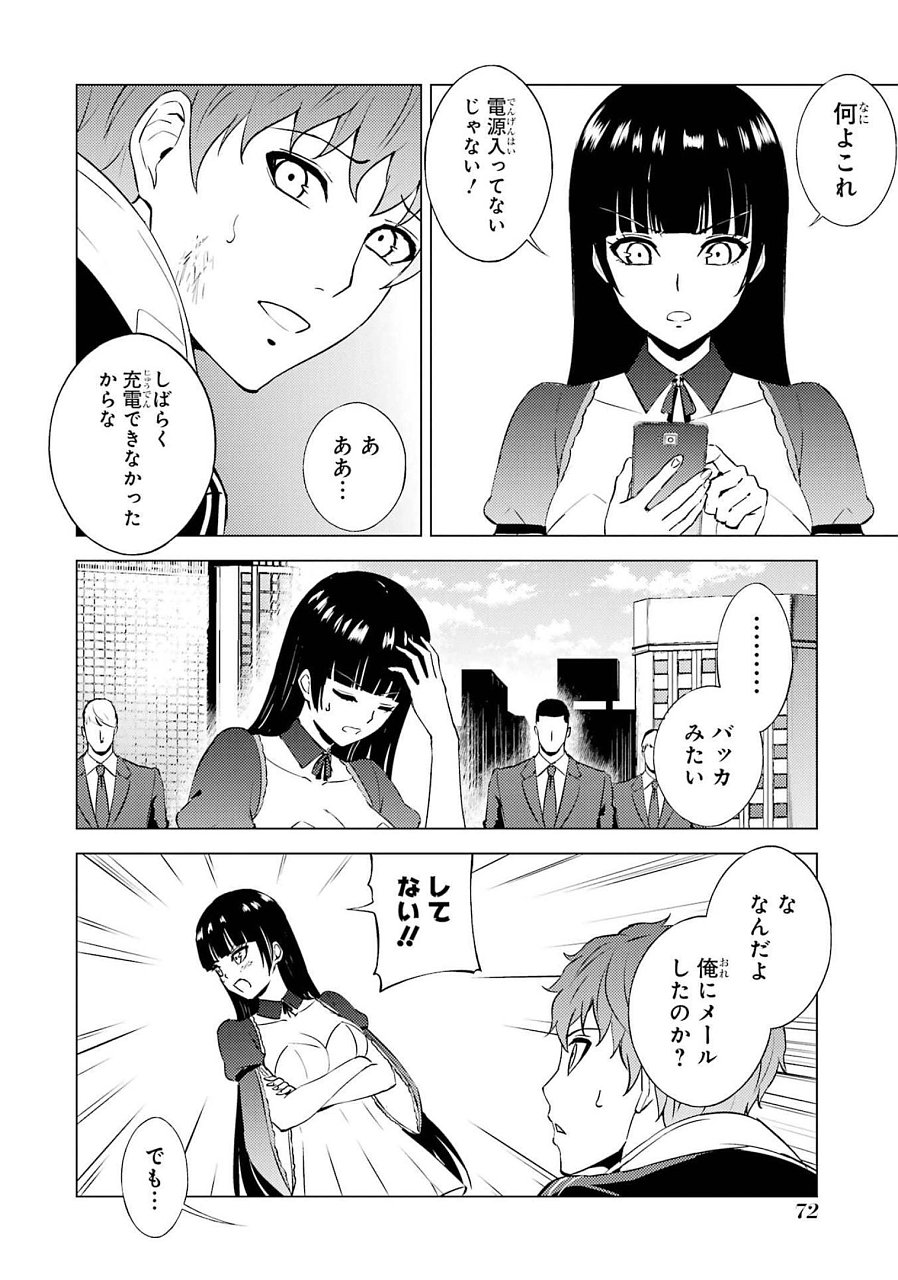 何よこれ
電源入ってない
じゃない！
あ
ああ…
しばらく
充電できなかった
からな
………
バッカ
みたい
な
なんだよ
俺にメール
したのか？
して
ない!!
でも…
72